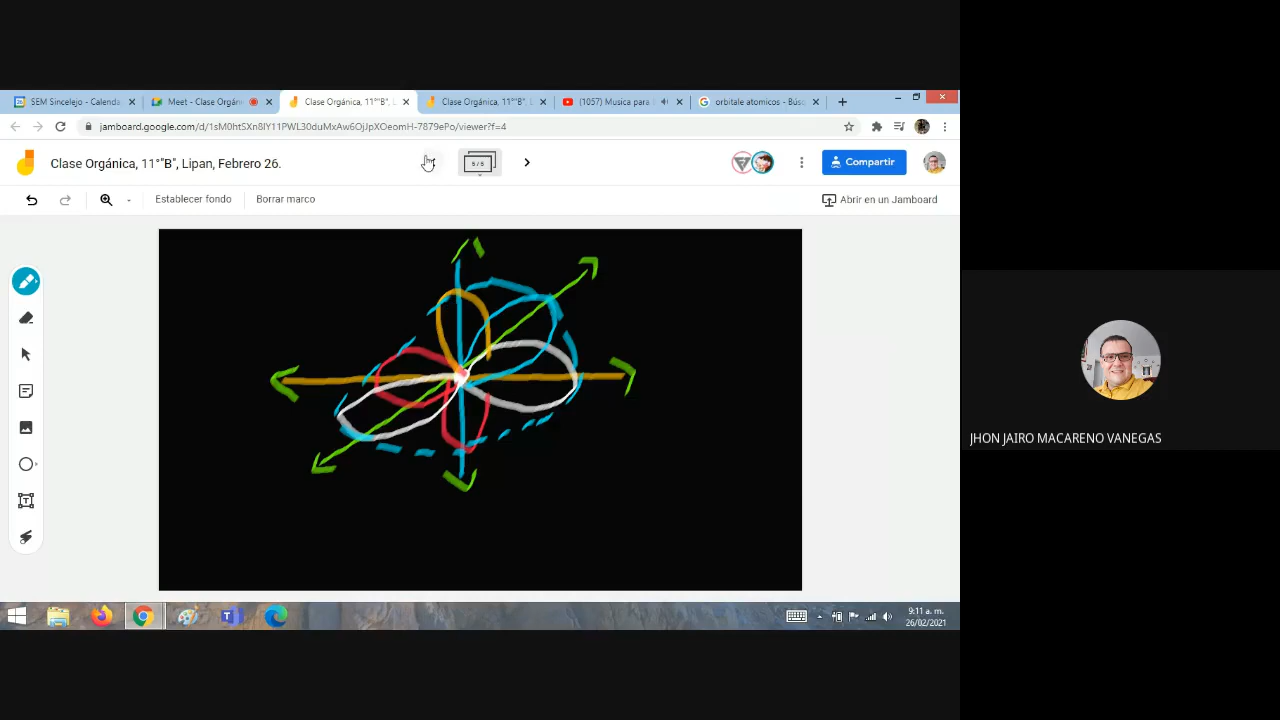 SEM Sincelejo - Calenda
Meet - Clase Orgáni
Clase Orgánica, 11°"B", L
Clase Orgánica, 11°"B",
(1057) Musica para
orbitale atomicos - Bús
jamboard.google.com/d/1sM0htSXn8IY11PWL30duMxAw6OjJpXOeomH-7879ePo/viewer?f=4
Clase Orgánica, 11°"B", Lipan, Febrero 26.
Compartir
Establecer fondo
Borrar marco
Abrir en un Jamboard
JHON JAIRO MACARENO VANEGAS
9:11 a. m.
26/02/2021